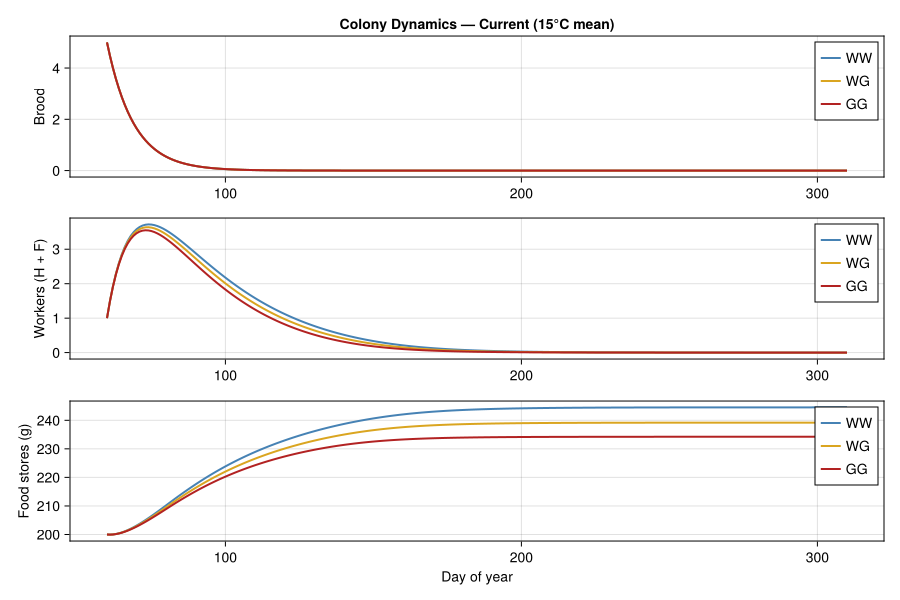 Colony Dynamics — Current (15°C mean)
Brood
4
2
0
WW
WG
GG
100
200
300
Workers (H + F)
3
2
1
0
WW
WG
GG
100
200
300
Food stores (g)
240
230
220
210
200
WW
WG
GG
100
200
300
Day of year